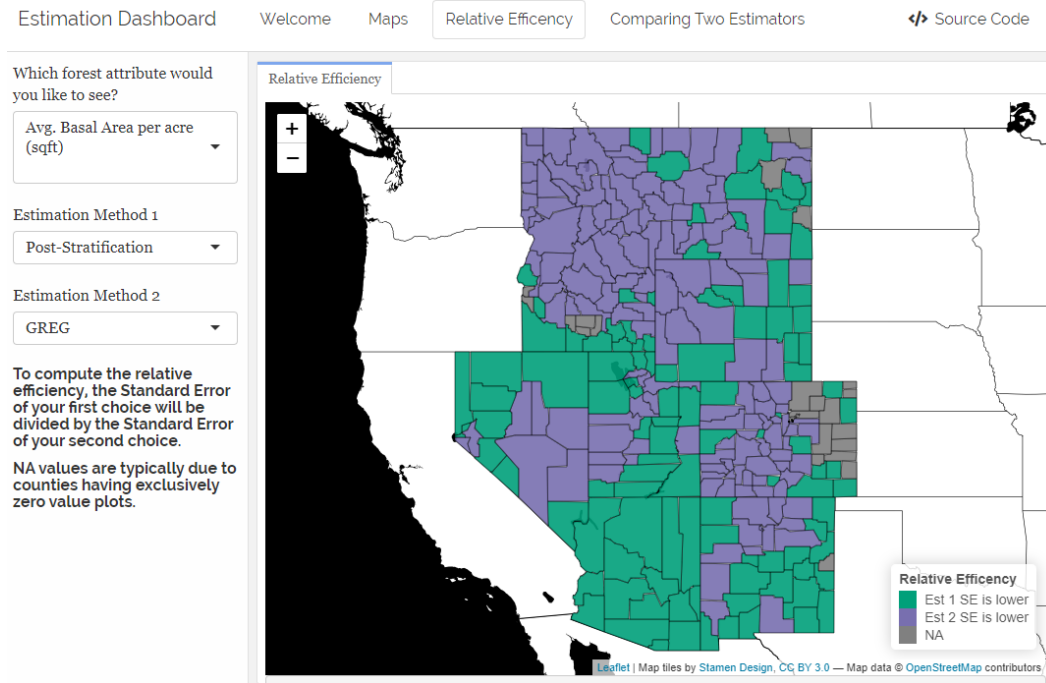 Estimation Dashboard
Welcome
Maps
Relative Efficency
Comparing Two Estimators
</> Source Code
Which forest attribute would
you like to see?
Avg. Basal Area per acre
(sqft)
Estimation Method 1
Post-Stratification
Estimation Method 2
GREG
To compute the relative
efficiency, the Standard Error
of your first choice will be
divided by the Standard Error
of your second choice.
NA values are typically due to
counties having exclusively
zero value plots.
Relative Efficiency
+
−
Relative Efficency
Est 1 SE is lower
Est 2 SE is lower
NA
Leaflet | Map tiles by Stamen Design, CC BY 3.0 — Map data © OpenStreetMap contributors